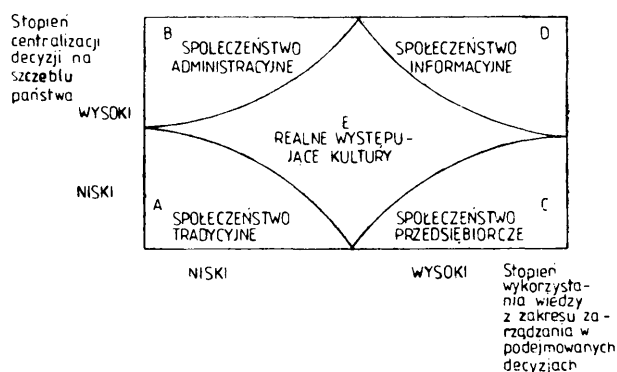 Stopień
centralizacji
decyzji na
szczeblu
państwa
WYSOKI
NISKI
B
SPOŁECZEŃSTWO
ADMINISTRACYJNE
D
SPOŁECZEŃSTWO
INFORMACYJNE
E
REALNE WYSTĘPU-
JĄCE KULTURY
A
SPOŁECZEŃSTWO
TRADYCYJNE
C
SPOŁECZEŃSTWO
PRZEDSIĘBIORCZE
NISKI
WYSOKI
Stopień
wykorzysta-
nia wiedzy
z zakresu za-
rządzania w
podejmowanych
decyzjach